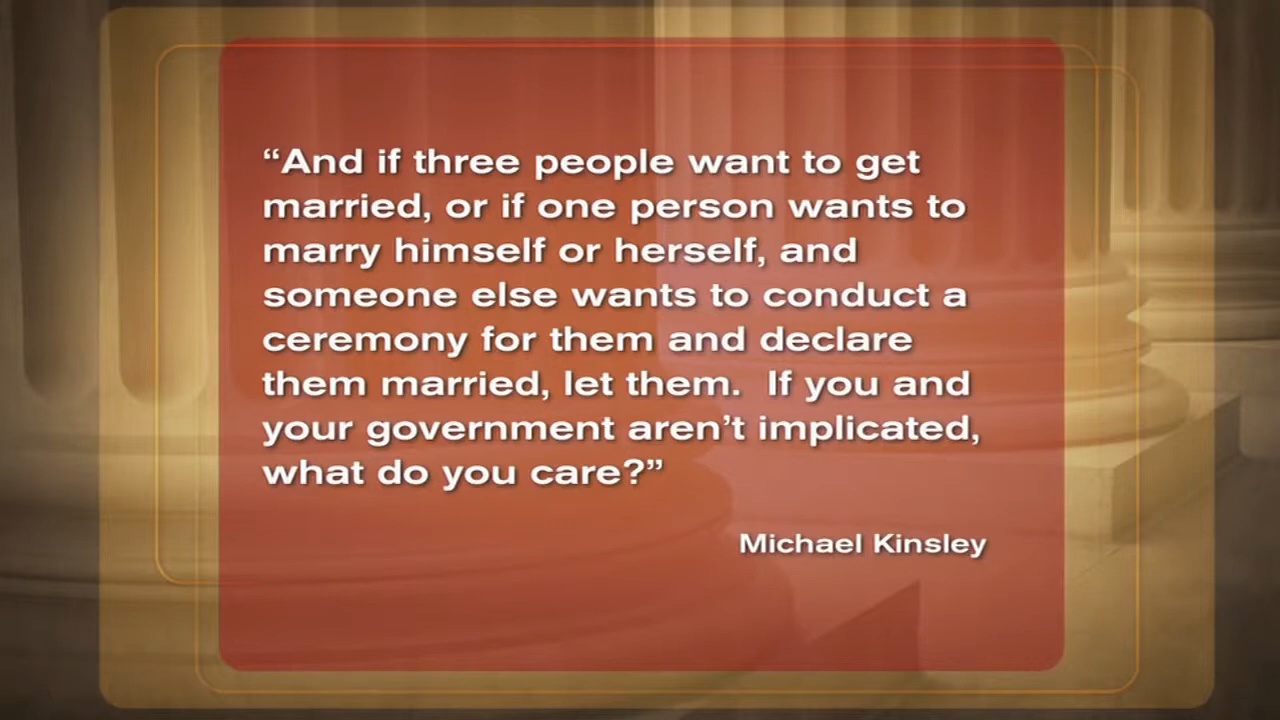 “And if three people want to get
married, or if one person wants to
marry himself or herself, and
someone else wants to conduct a
ceremony for them and declare
them married, let them.  If you and
your government aren’t implicated,
what do you care?”
Michael Kinsley